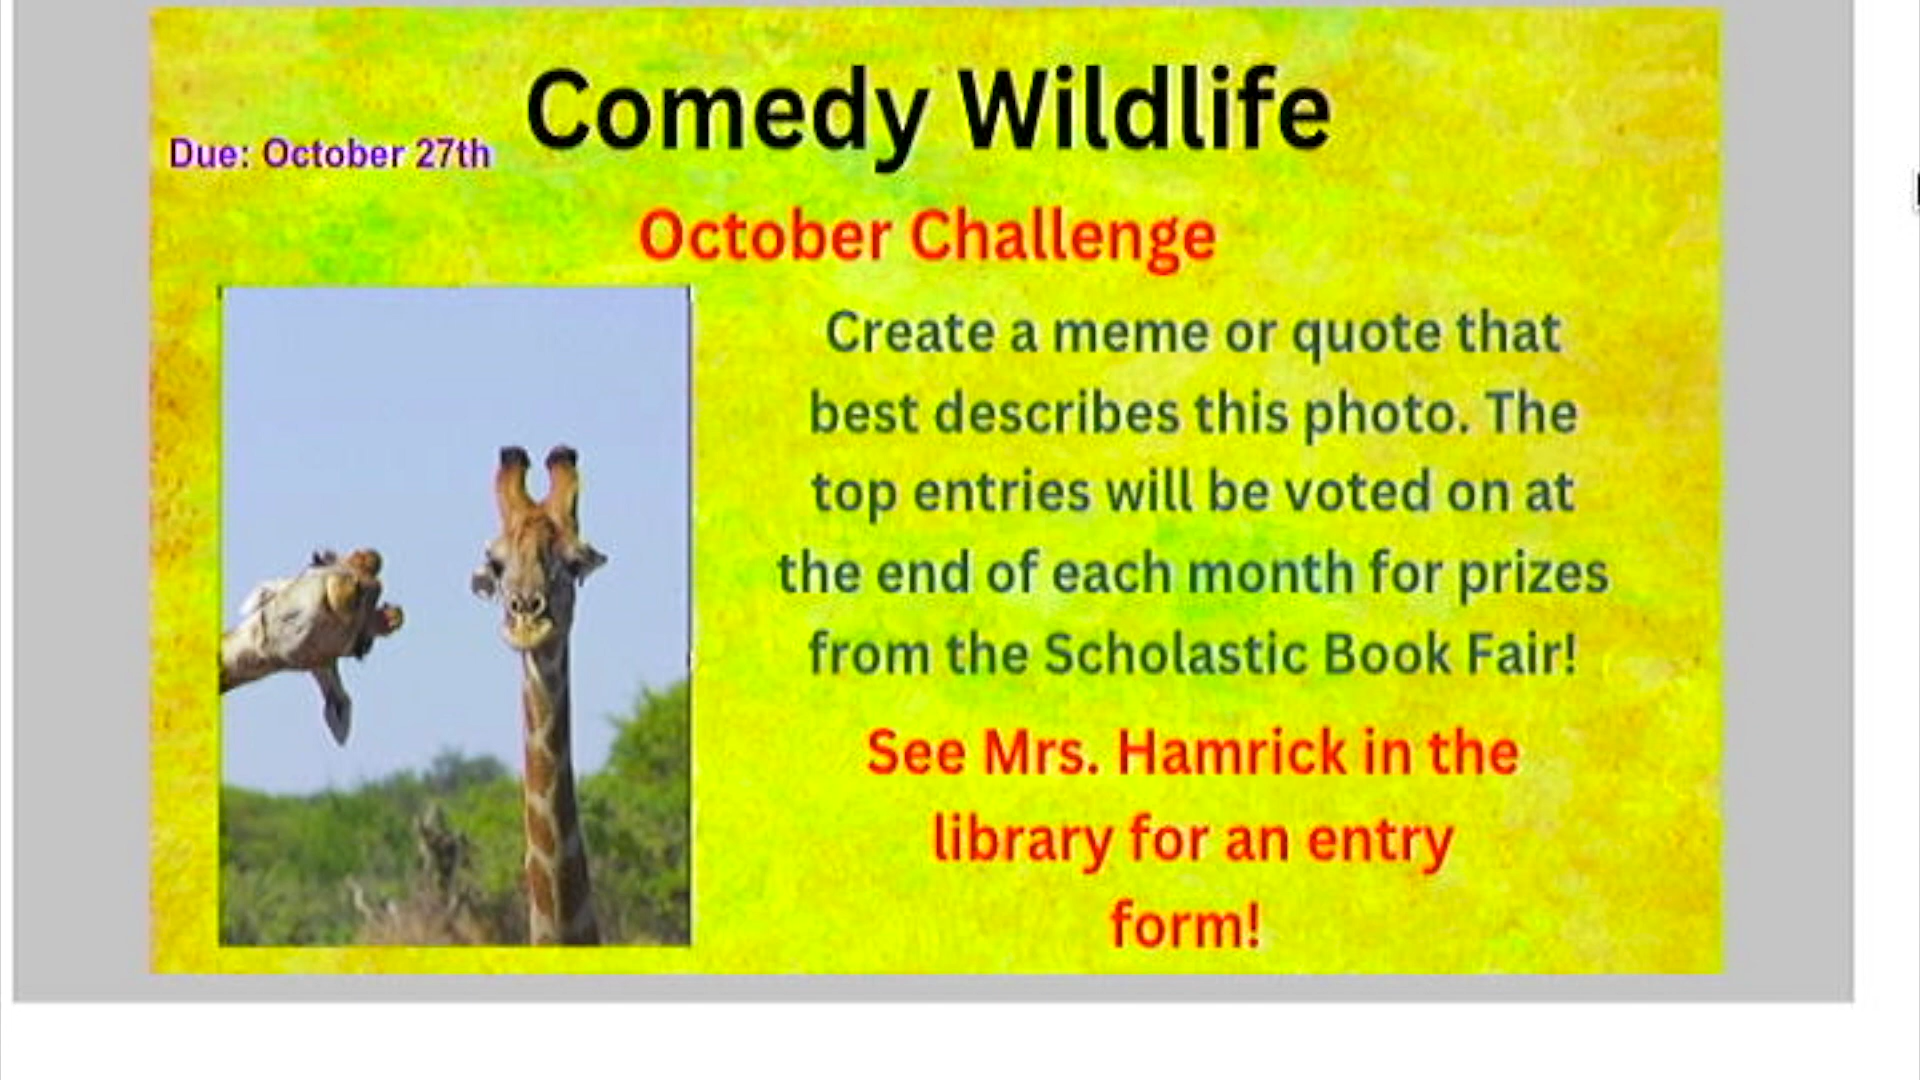 Comedy Wildlife
Due: October 27th
October Challenge
Create a meme or quote that
best describes this photo. The
top entries will be voted on at
the end of each month for prizes
from the Scholastic Book Fair!
See Mrs. Hamrick in the
library for an entry
form!